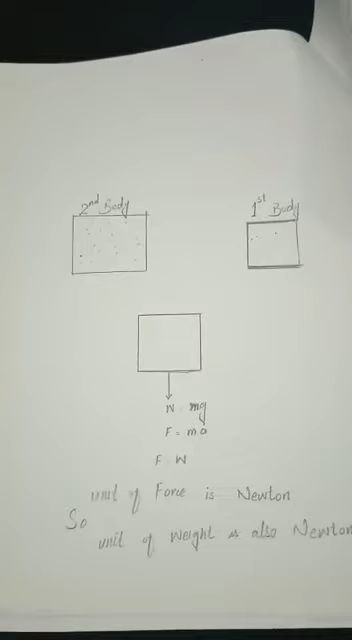 2nd Body
1st Body
W mg
F = ma
F W
unit of Force is Newton
So
unit of Weight is also Newton